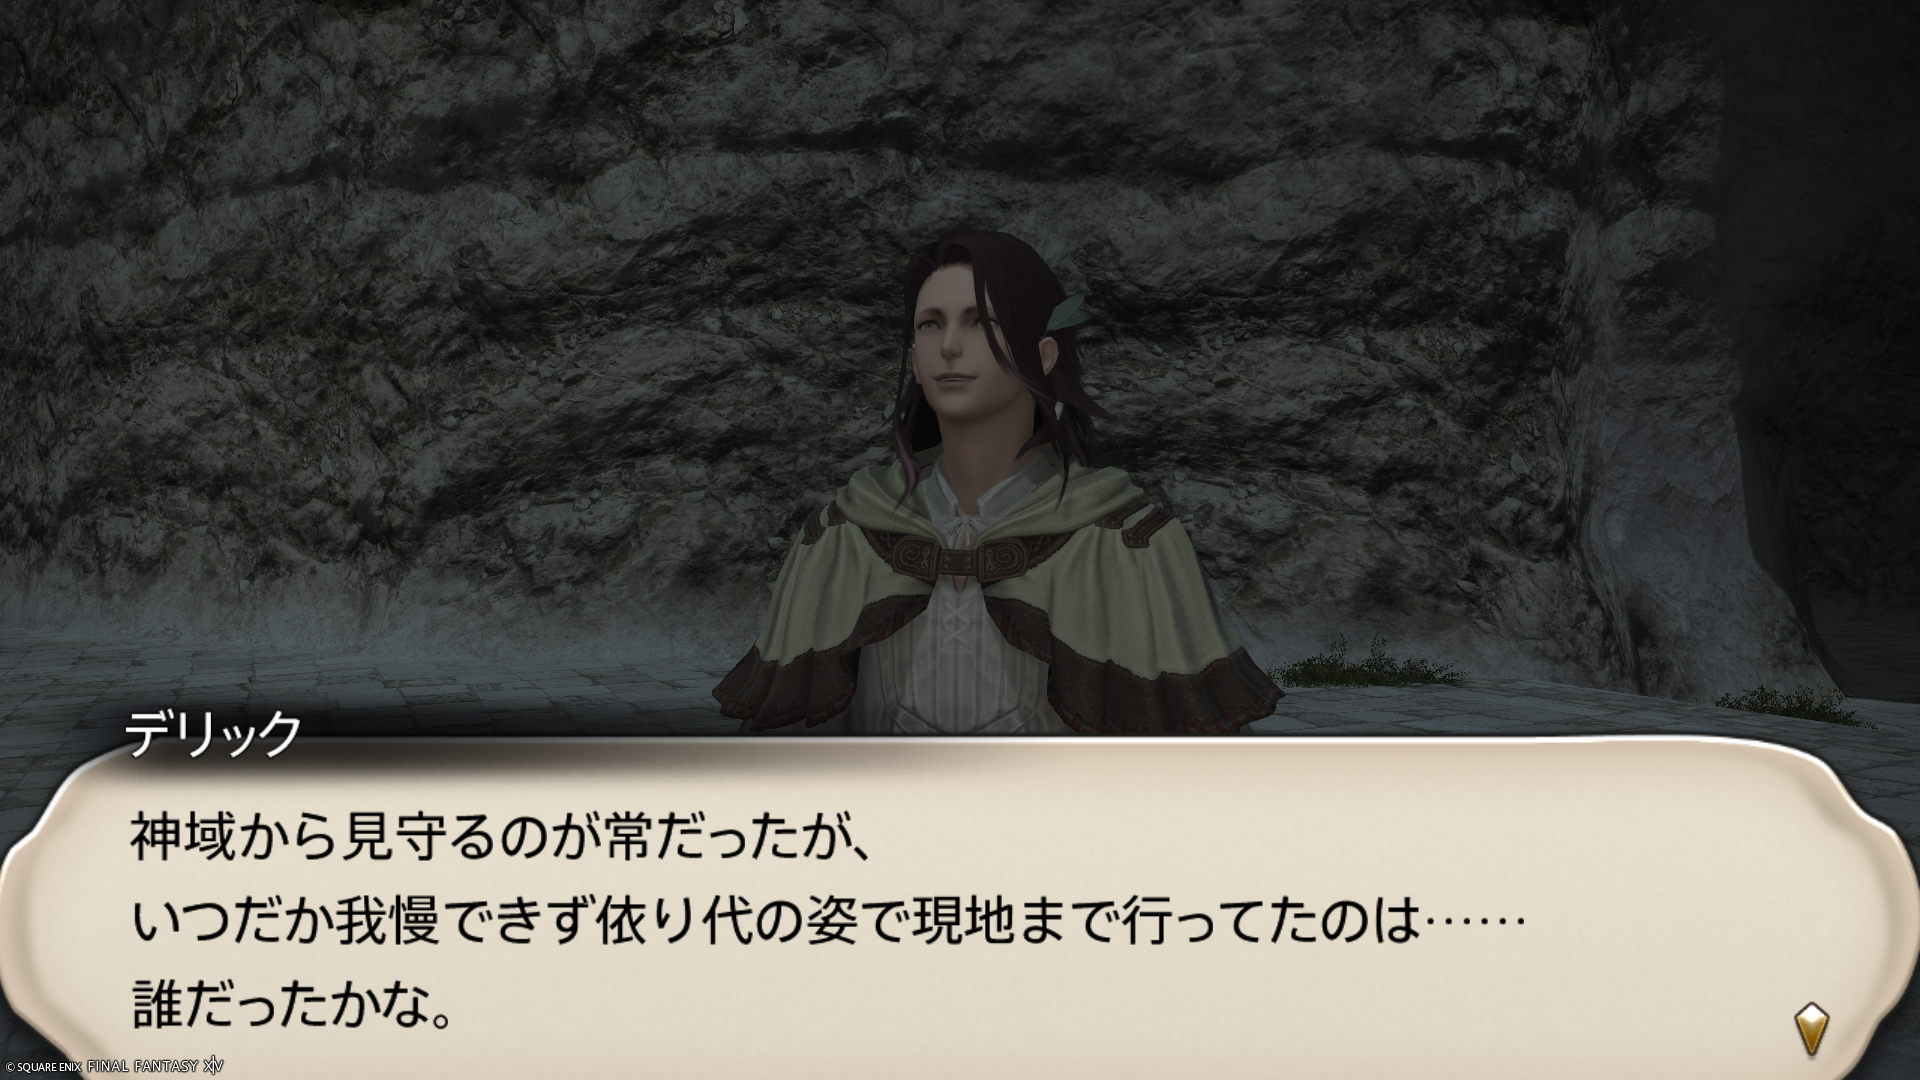 デリック
神域から見守るのが常だったが、
いつだか我慢できず依り代の姿で現地まで行ってたのは……
誰だったかな。
© SQUARE ENIX FINAL FANTASY XIV